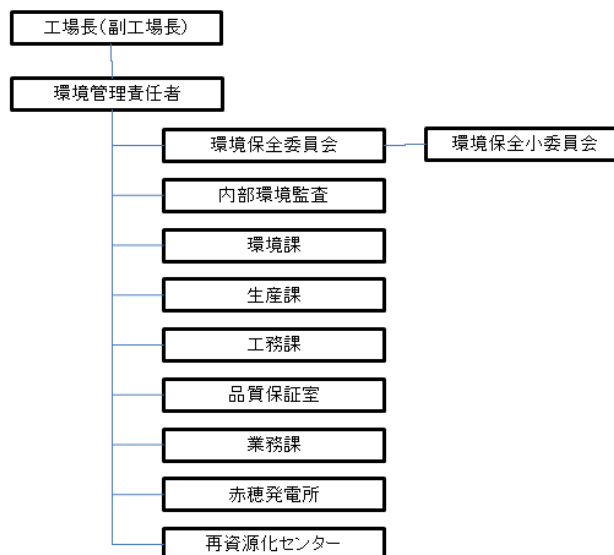 工場長(副工場長)
環境管理責任者
環境保全委員会
環境保全小委員会
内部環境監査
環境課
生産課
工務課
品質保証室
業務課
赤穂発電所
再資源化センター